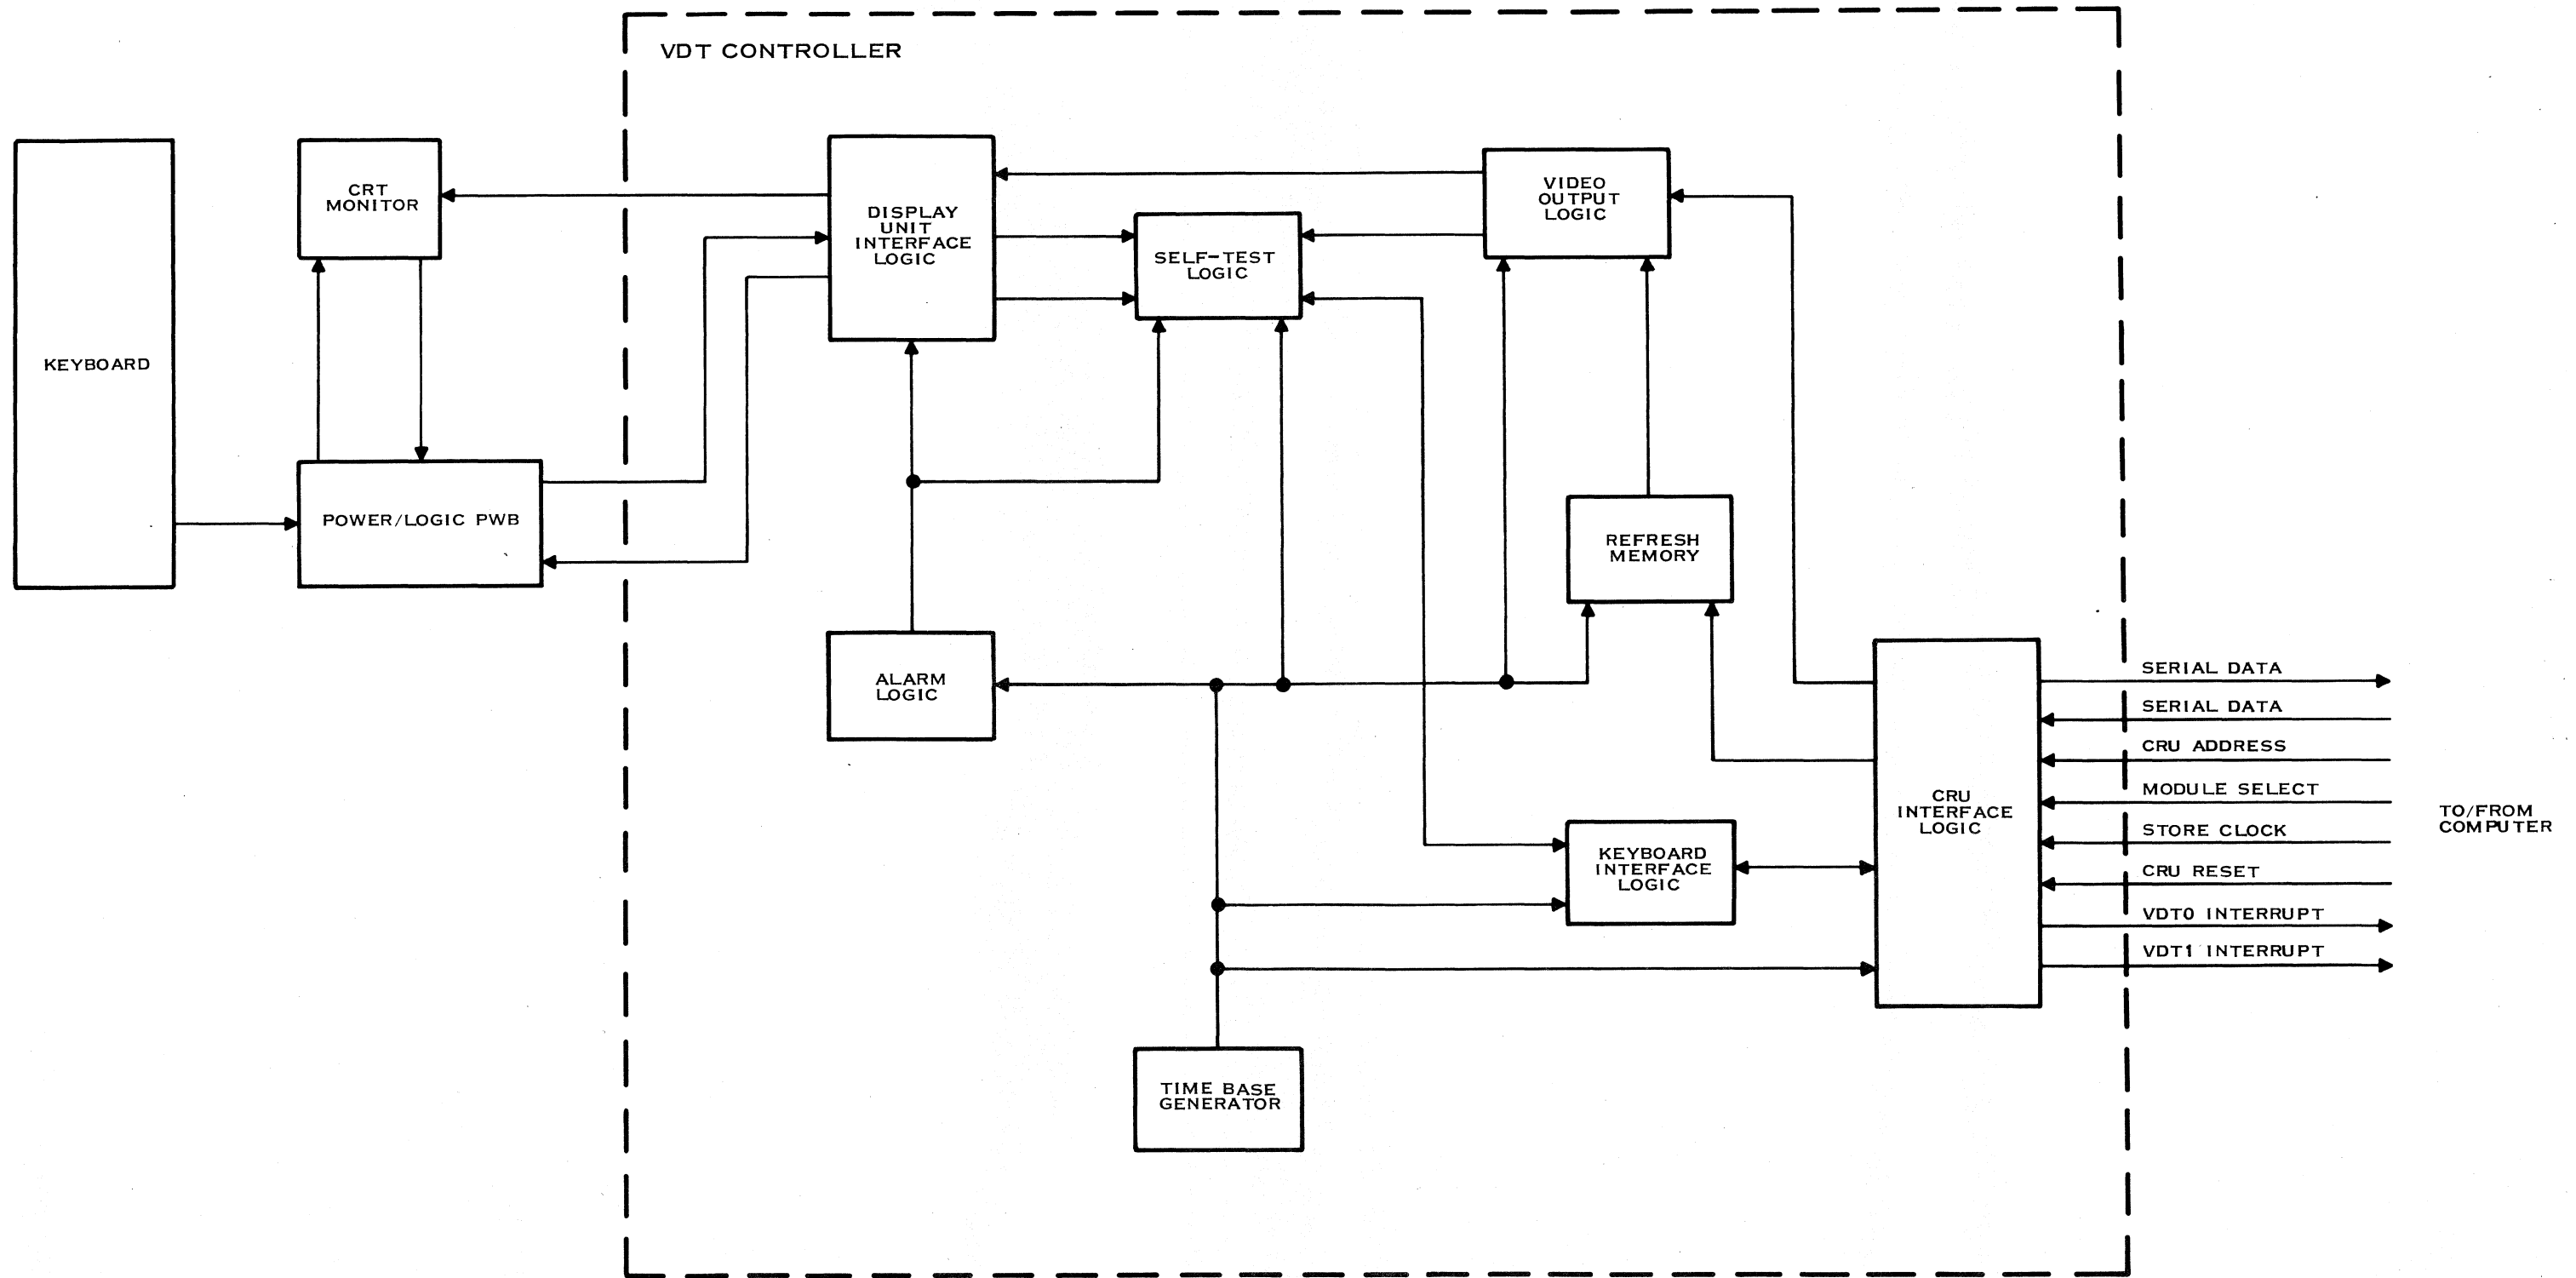 VDT CONTROLLER
KEYBOARD
CRT
MONITOR
POWER/LOGIC PWB
DISPLAY
UNIT
INTERFACE
LOGIC
SELF-TEST
LOGIC
VIDEO
OUTPUT
LOGIC
REFRESH
MEMORY
ALARM
LOGIC
KEYBOARD
INTERFACE
LOGIC
CRU
INTERFACE
LOGIC
TIME BASE
GENERATOR
SERIAL DATA
SERIAL DATA
CRU ADDRESS
MODULE SELECT
STORE CLOCK
CRU RESET
VDT0 INTERRUPT
VDT1 INTERRUPT
TO/FROM
COMPUTER